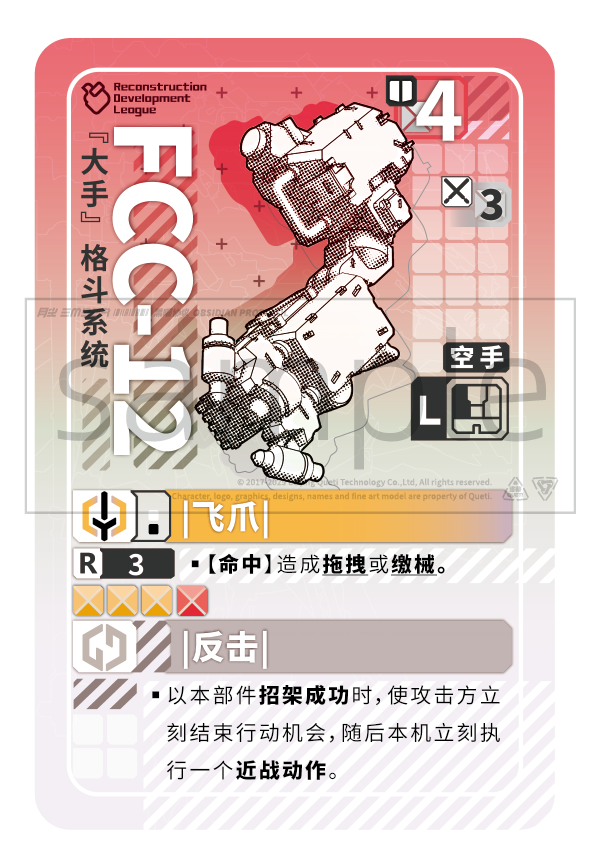 Reconstruction
Development
League
4
『大手』格斗系统
FCC-12
3
空手
L
sample
OBSIDIAN PRO
Technology Co.,Ltd, All rights reserved.
Character, logo, graphics, designs, names and fine art model are property of Queti.
|飞爪|
R 3
▪【命中】造成拖拽或缴械。
|反击|
▪以本部件招架成功时，使攻击方立
刻结束行动机会，随后本机立刻执
行一个近战动作。